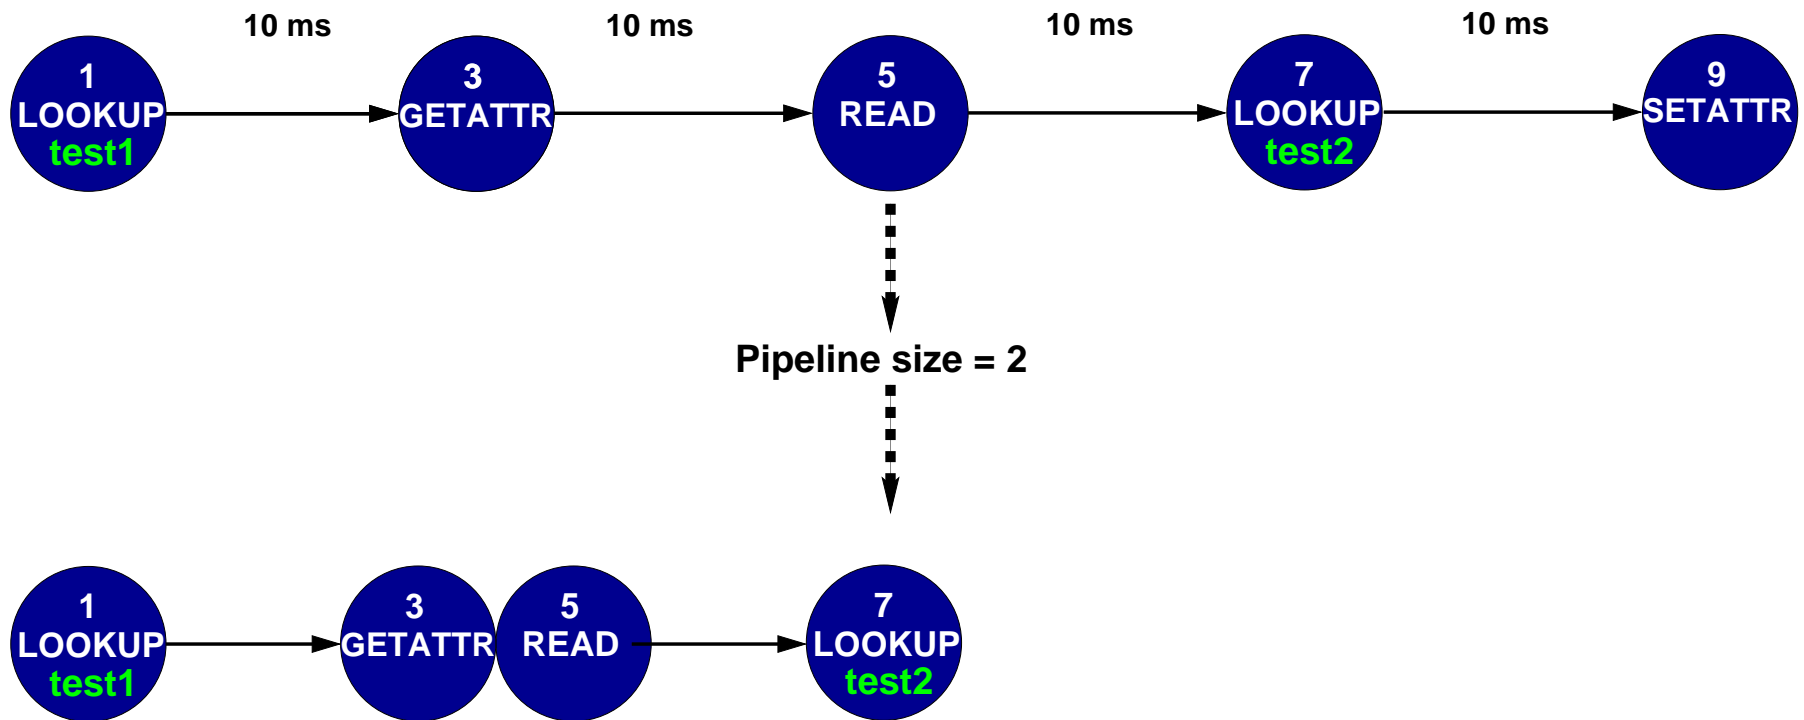 10 ms
10 ms
10 ms
10 ms
1
LOOKUP
test1
3
GETATTR
5
READ
7
LOOKUP
test2
9
SETATTR
Pipeline size = 2
1
LOOKUP
test1
3
GETATTR
5
READ
7
LOOKUP
test2